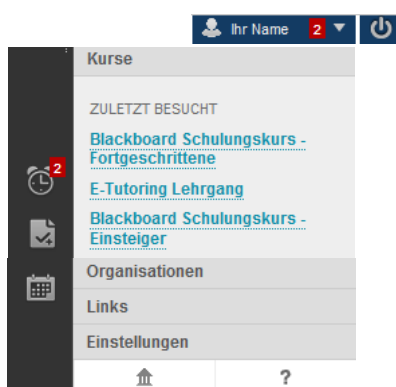 Ihr Name 2
Kurse
ZULETZT BESUCHT
Blackboard Schulungskurs -
Fortgeschrittene
2
E-Tutoring Lehrgang
Blackboard Schulungskurs -
Einsteiger
Organisationen
Links
Einstellungen
?